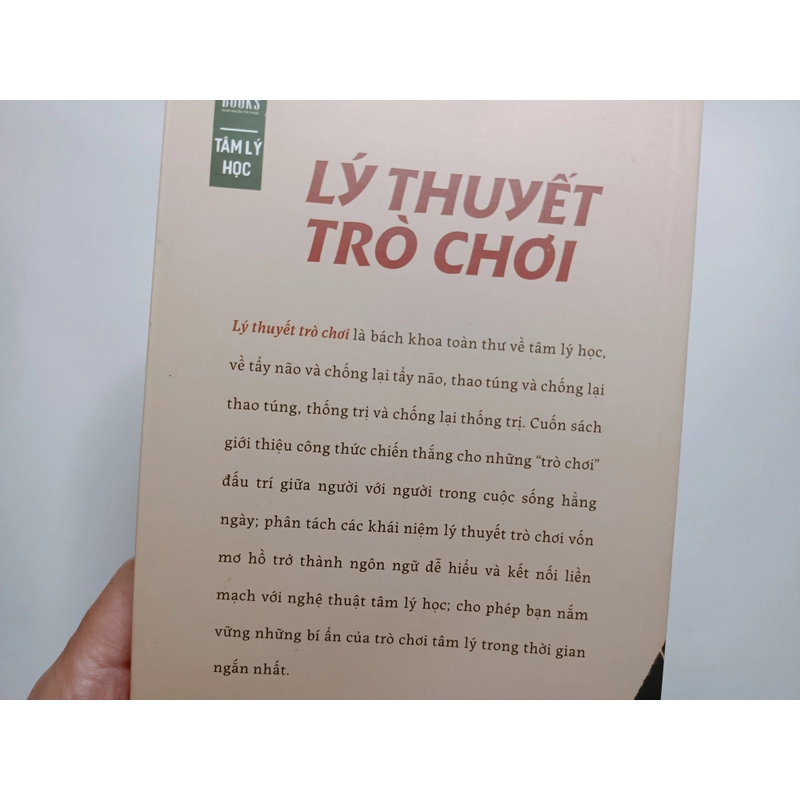 BOOKS
TÂM LÝ
HỌC
LÝ THUYẾT
TRÒ CHƠI
Lý thuyết trò chơi là bách khoa toàn thư về tâm lý học,
về tẩy não và chống lại tẩy não, thao túng và chống lại
thao túng, thống trị và chống lại thống trị. Cuốn sách
giới thiệu công thức chiến thắng cho những “trò chơi”
đấu trí giữa người với người trong cuộc sống hằng
ngày; phân tách các khái niệm lý thuyết trò chơi vốn
mơ hồ trở thành ngôn ngữ dễ hiểu và kết nối liền
mạch với nghệ thuật tâm lý học; cho phép bạn nắm
vững những bí ẩn của trò chơi tâm lý trong thời gian
ngắn nhất.